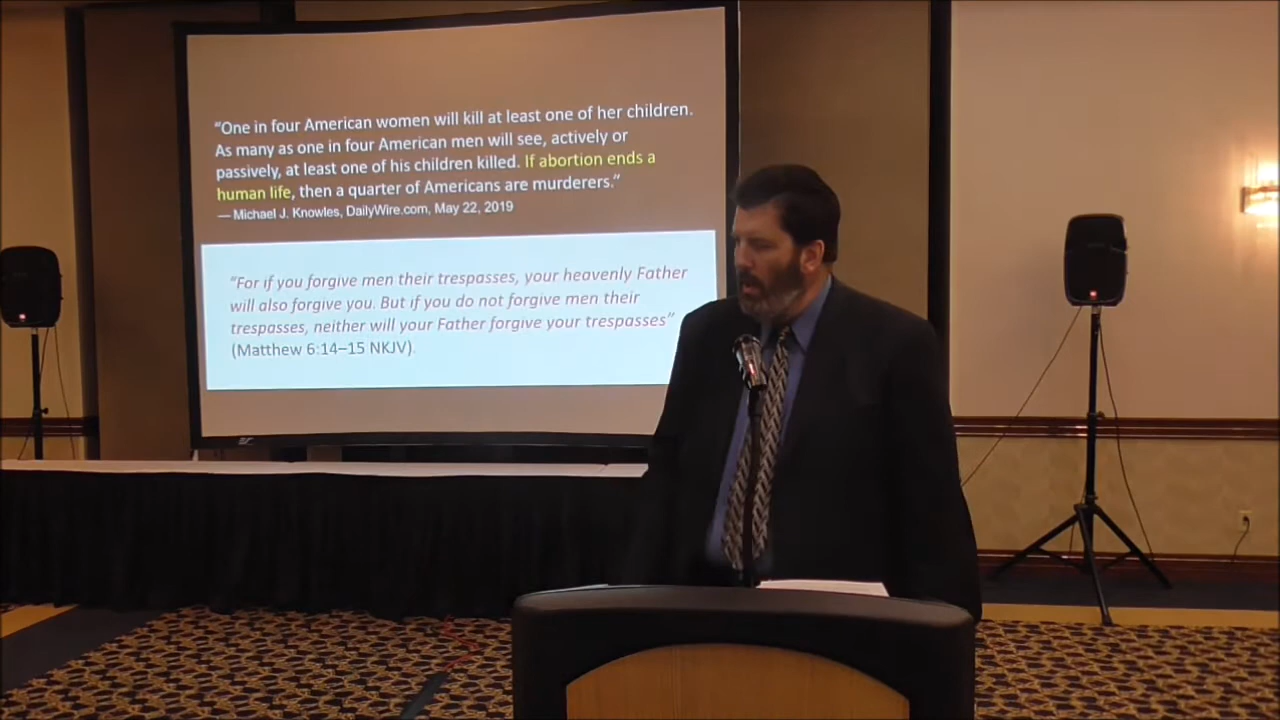 “One in four American women will kill at least one of her children.
As many as one in four American men will see, actively or
passively, at least one of his children killed. If abortion ends a
human life, then a quarter of Americans are murderers.”
— Michael J. Knowles, DailyWire.com, May 22, 2019
“For if you forgive men their trespasses, your heavenly Father
will also forgive you. But if you do not forgive men their
trespasses, neither will your Father forgive your trespasses”
(Matthew 6:14–15 NKJV).